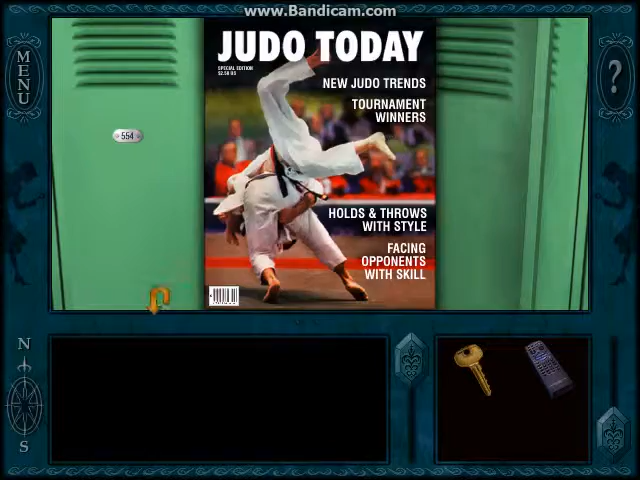 www.Bandicam.com
MENU
?
JUDO TODAY
SPECIAL EDITION
$2.50 US
NEW JUDO TRENDS
TOURNAMENT
WINNERS
554
HOLDS & THROWS
WITH STYLE
FACING
OPPONENTS
WITH SKILL
N
S